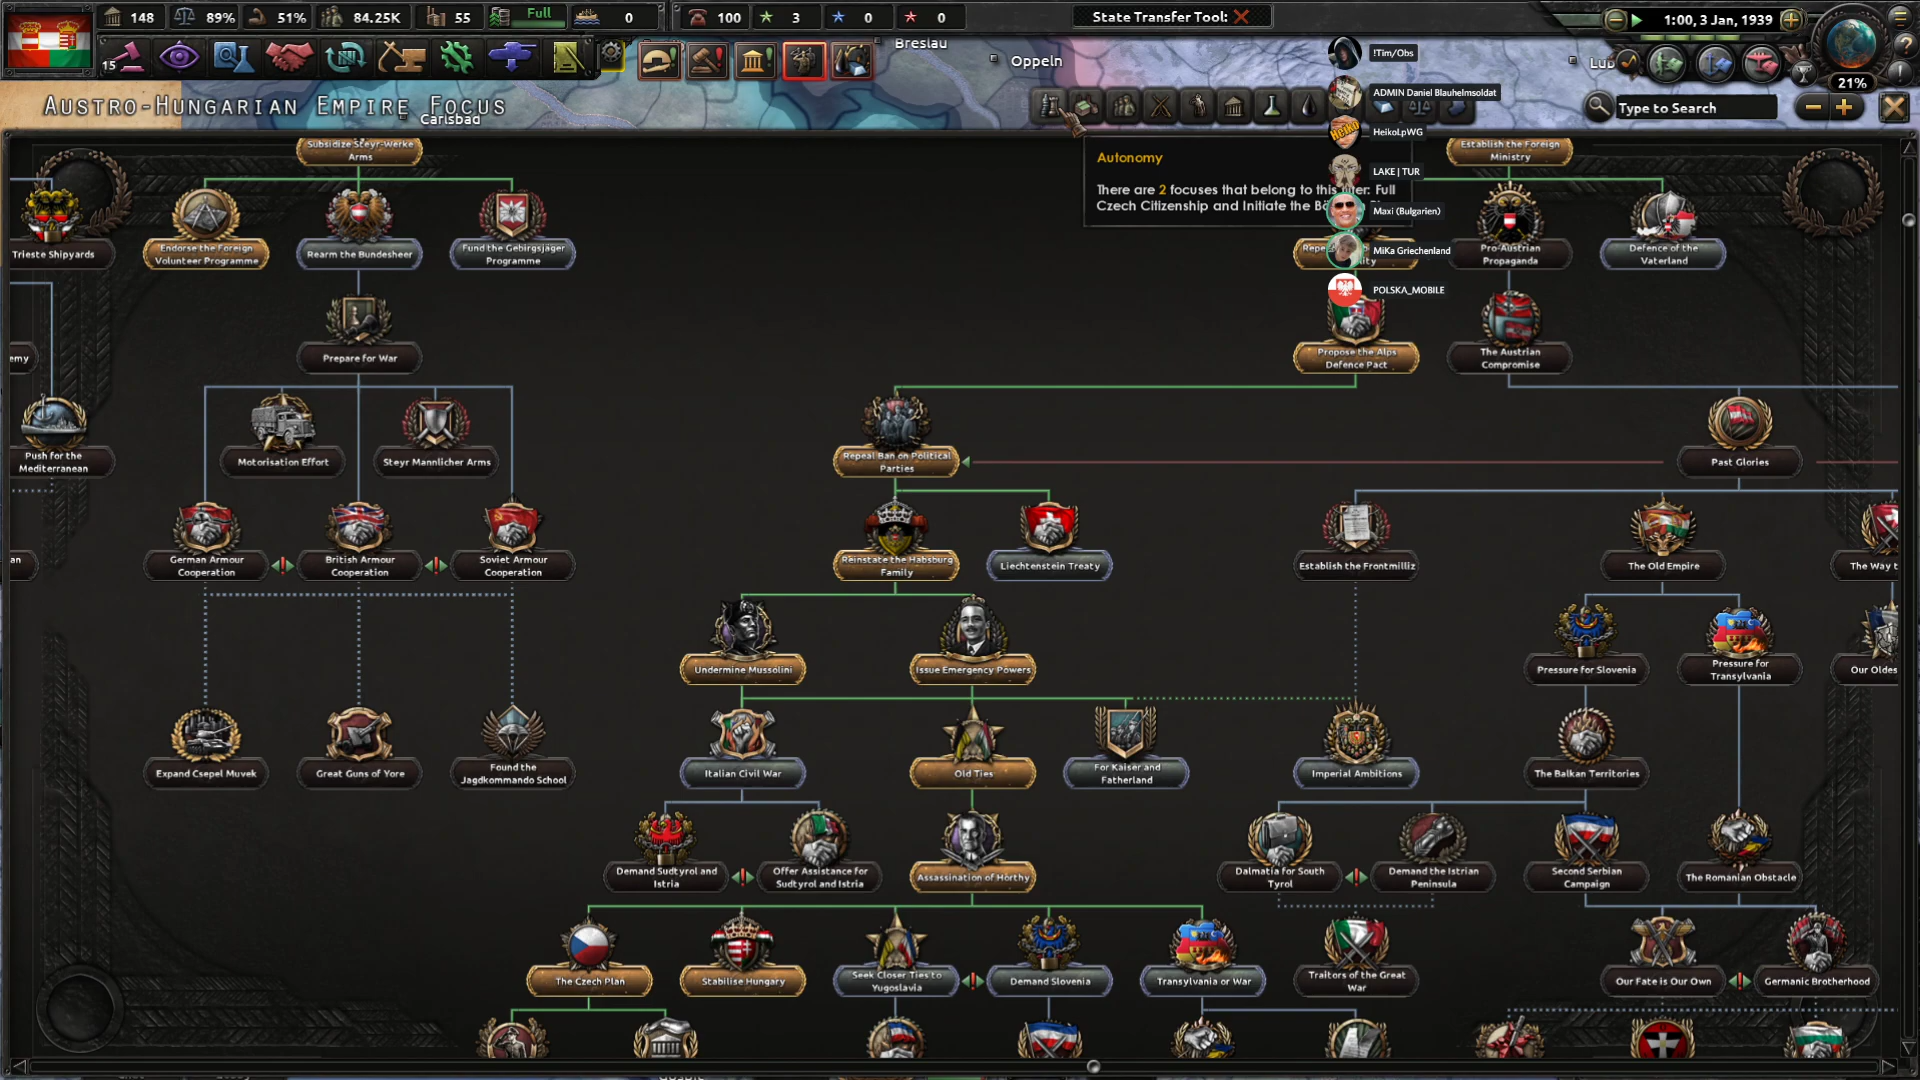 148
89%
51%
84.25K
55
Full
0
100
3
0
0
State Transfer Tool:
1:00, 3 Jan, 1939
15
Breslau
Oppeln
21%
Austro-Hungarian Empire Focus
Carlsbad
Type to Search
!Tim/Obs
ADMIN Daniel Blauhelmsoldat
HeikoLpWG
LAKE | TUR
Maxi (Bulgarien)
MiKa Griechenland
POLSKA_MOBILE
Autonomy
There are 2 focuses that belong to this filter: Full
Czech Citizenship and Initiate the
Subsidize Steyr-Werke
Arms
Establish the Foreign
Ministry
Trieste Shipyards
Endorse the Foreign
Volunteer Programme
Rearm the Bundesheer
Fund the Gebirgsjäger
Programme
Pro-Austrian
Propaganda
Defence of the
Vaterland
Prepare for War
Propose the Alps
Defence Pact
The Austrian
Compromise
Push for the
Mediterranean
Motorisation Effort
Steyr Mannlicher Arms
Repeal Ban on Political
Parties
Past Glories
German Armour
Cooperation
British Armour
Cooperation
Soviet Armour
Cooperation
Reinstate the Habsburg
Family
Liechtenstein Treaty
Establish the Frontmilliz
The Old Empire
The Way t
Undermine Mussolini
Issue Emergency Powers
Pressure for Slovenia
Pressure for
Transylvania
Our Oldes
Expand Csepel Muvek
Great Guns of Yore
Found the
Jagdkommando School
Italian Civil War
Old Ties
For Kaiser and
Fatherland
Imperial Ambitions
The Balkan Territories
Demand Sudtyrol and
Istria
Offer Assistance for
Sudtyrol and Istria
Assassination of Horthy
Dalmatia for South
Tyrol
Demand the Istrian
Peninsula
Second Serbian
Campaign
The Romanian Obstacle
The Czech Plan
Stabilise Hungary
Seek Closer Ties to
Yugoslavia
Demand Slovenia
Transylvania or War
Traitors of the Great
War
Our Fate is Our Own
Germanic Brotherhood